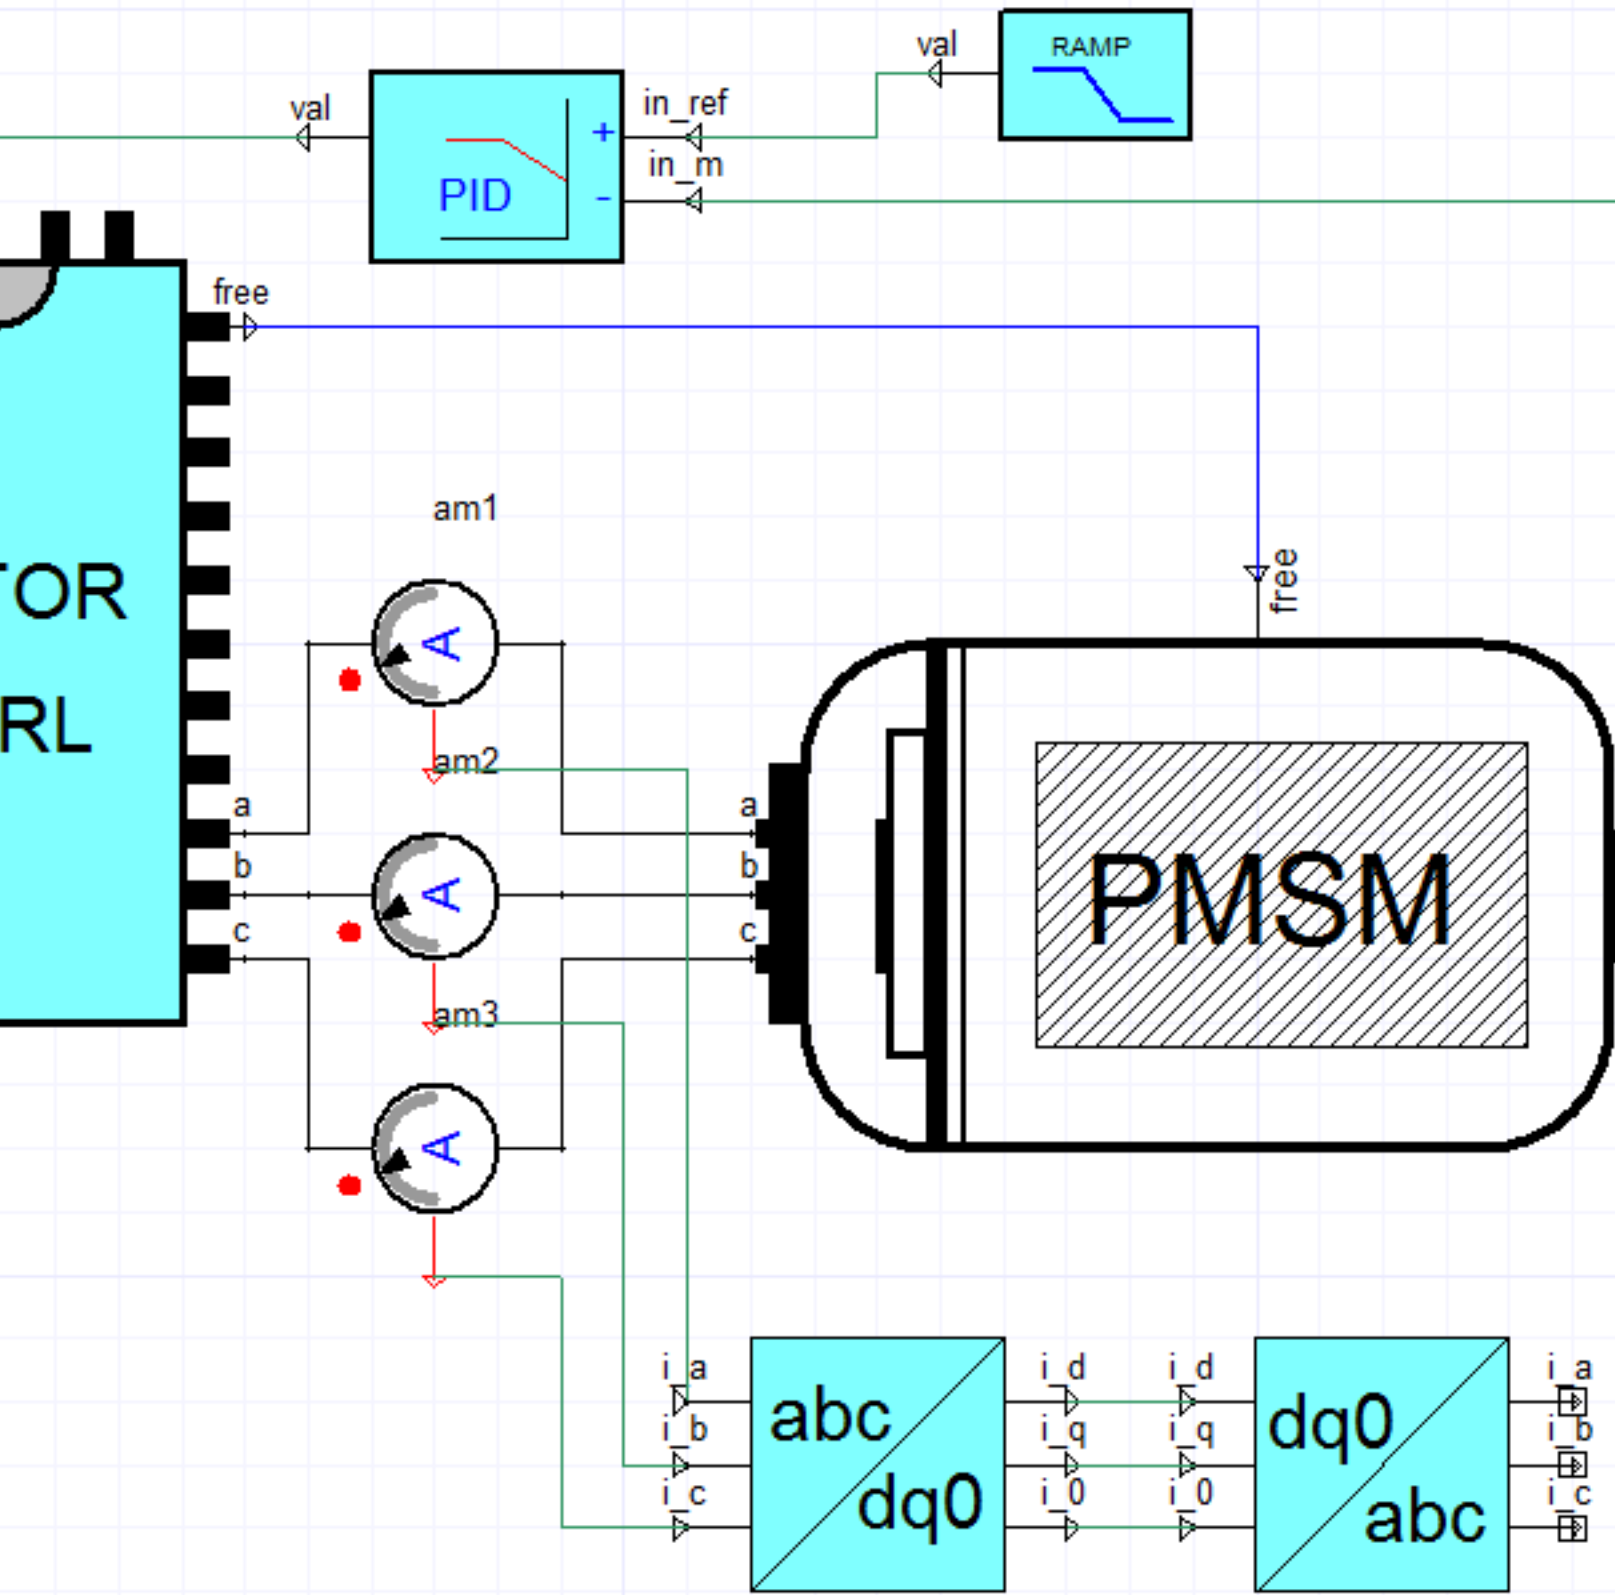 RAMP
val
val
in_ref
+
in_m
-
PID
free
am1
free
TOR
RL
A
am2
a
a
b
b
A
PMSM
c
c
am3
A
i_a
i_d
i_d
i_a
abc
dq0
i_b
i_q
i_q
i_b
i_c
i_0
i_0
i_c
dq0
abc